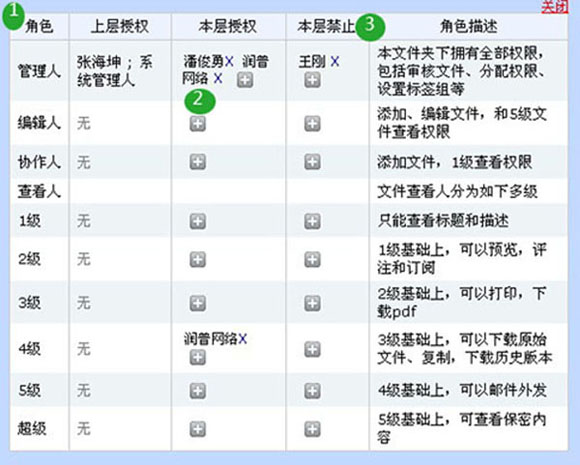 关闭
1 角色 上层授权 本层授权 本层禁止 3 角色描述
管理人 张海坤；系 潘俊勇X 润普 王刚 X 本文件夹下拥有全部权限，
统管理人 网络 X 包括审核文件、分配权限、
设置标签组等
2
编辑人 无 添加、编辑文件，和5级文
件查看权限
协作人 无 添加文件，1级查看权限
查看人 文件查看人分为如下多级
1级 无 只能查看标题和描述
2级 无 1级基础上，可以预览，评
注和订阅
3级 无 2级基础上，可以打印，下
载pdf
4级 无 润普网络X 3级基础上，可以下载原始
文件、复制，下载历史版本
5级 无 4级基础上，可以邮件外发
超级 无 5级基础上，可查看保密内
容